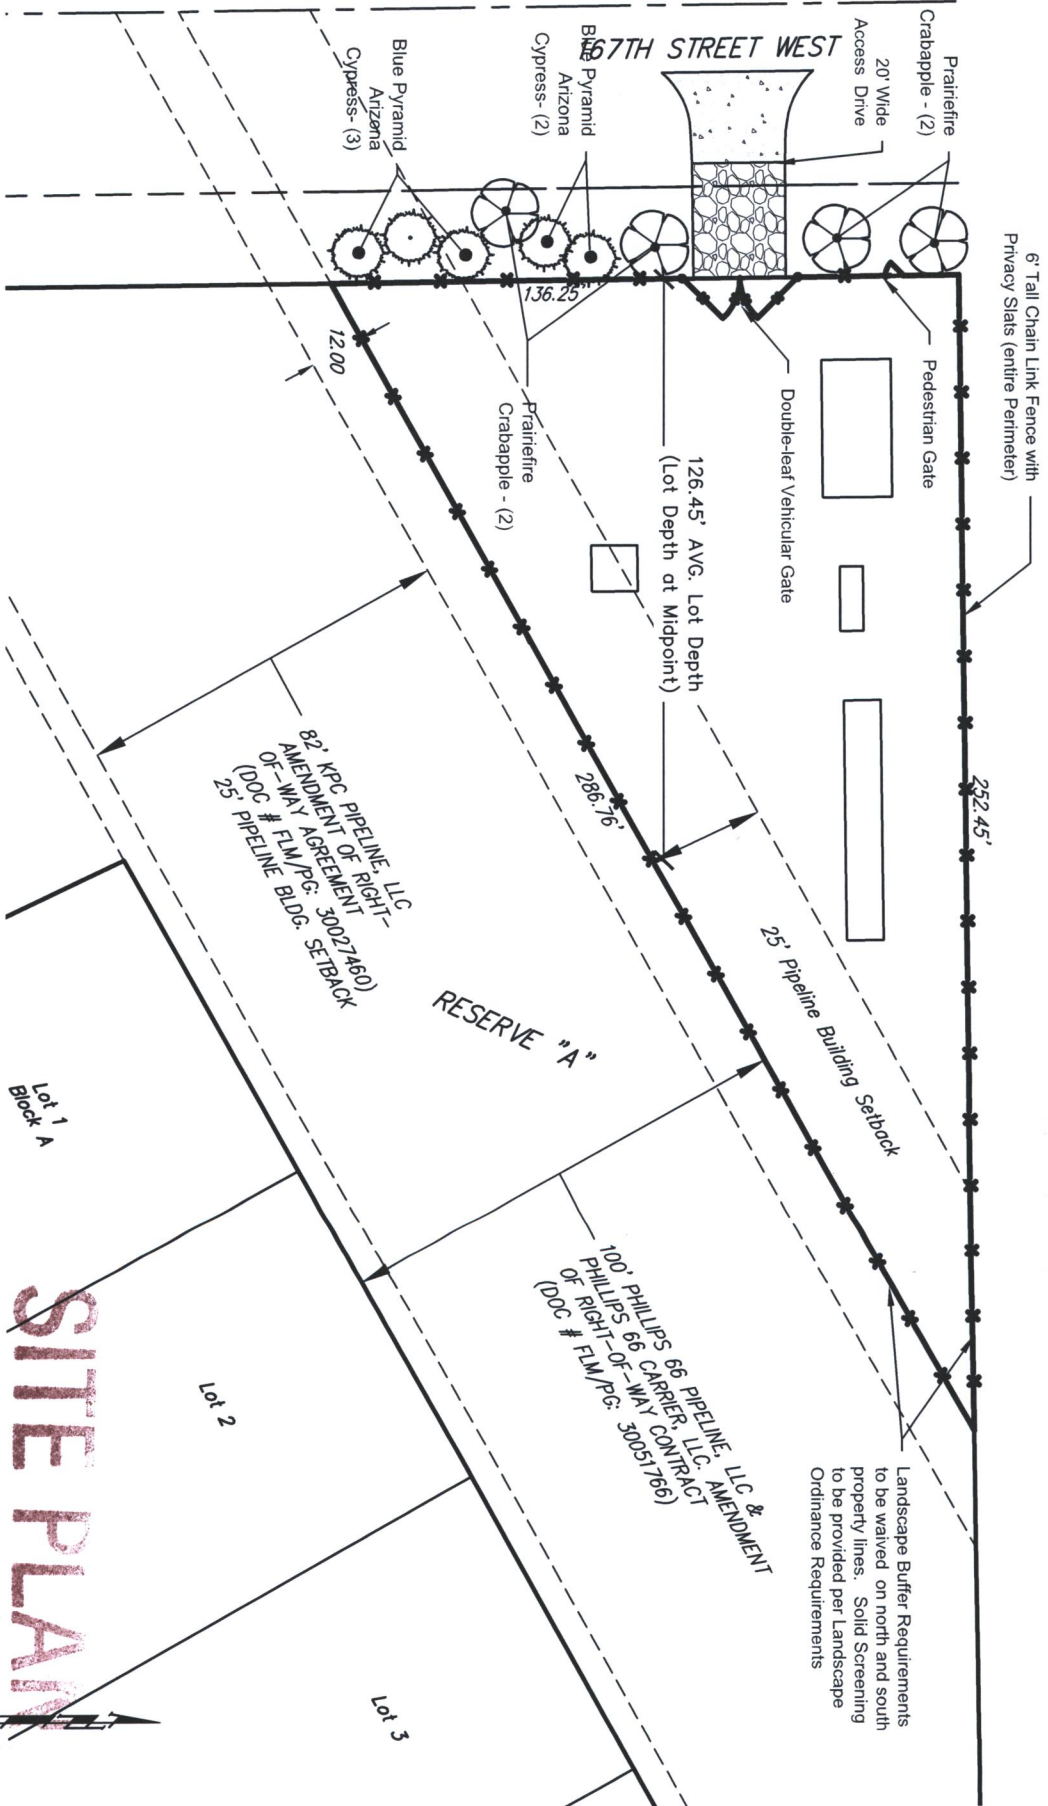 167TH STREET WEST
Prairiefire
Crabapple - (2)
20' Wide
Access Drive
Blue Pyramid
Arizona
Cypress- (2)
Blue Pyramid
Arizona
Cypress- (3)
6' Tall Chain Link Fence with
Privacy Slats (entire Perimeter)
Pedestrian Gate
Double-leaf Vehicular Gate
136.25'
12.00
Prairiefire
Crabapple - (2)
126.45' AVG. Lot Depth
(Lot Depth at Midpoint)
252.45'
286.76'
25' Pipeline Building Setback
82' KPC PIPELINE, LLC
AMENDMENT OF RIGHT-
OF-WAY AGREEMENT
(DOC # FLM/PG: 30027460)
25' PIPELINE BLDG. SETBACK
RESERVE "A"
100' PHILLIPS 66 PIPELINE, LLC &
PHILLIPS 66 CARRIER, LLC. AMENDMENT
OF RIGHT-OF-WAY CONTRACT
(DOC # FLM/PG: 30051766)
Landscape Buffer Requirements
to be waived on north and south
property lines. Solid Screening
to be provided per Landscape
Ordinance Requirements
Lot 1
Block A
Lot 2
Lot 3
SITE PLAN